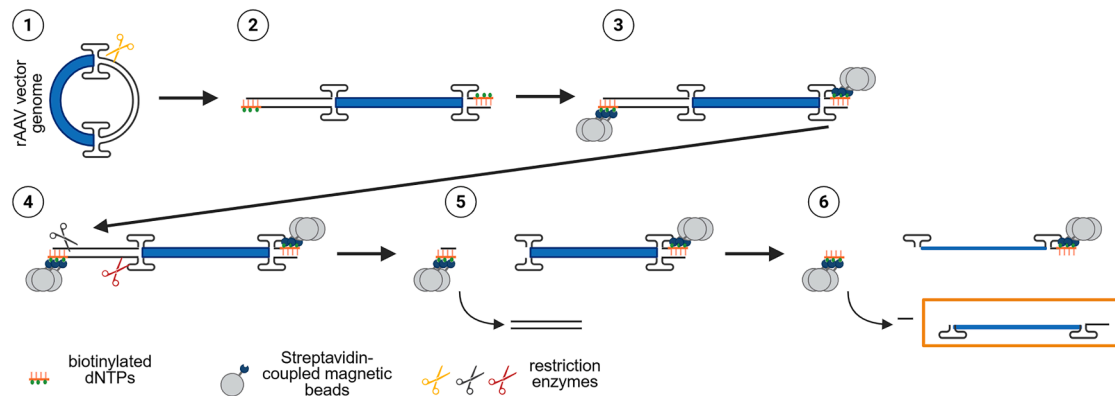 1
2
3
rAAV vector
genome
4
5
6
biotinylated
dNTPs
Streptavidin-
coupled magnetic
beads
restriction
enzymes